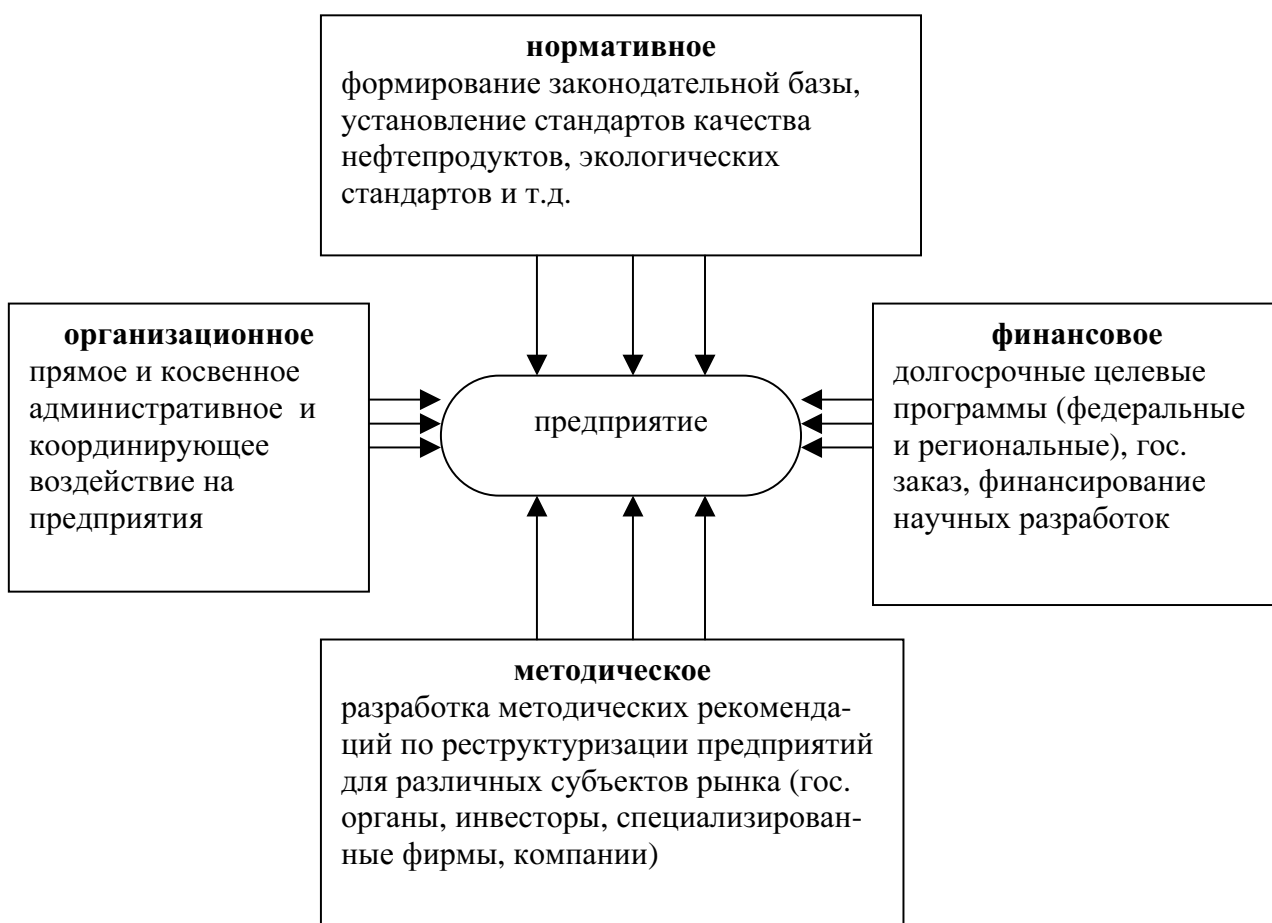 нормативное
формирование законодательной базы,
установление стандартов качества
нефтепродуктов, экологических
стандартов и т.д.
организационное
прямое и косвенное
административное и
координирующее
воздействие на
предприятия
предприятие
финансовое
долгосрочные целевые
программы (федеральные
и региональные), гос.
заказ, финансирование
научных разработок
методическое
разработка методических рекоменда-
ций по реструктуризации предприятий
для различных субъектов рынка (гос.
органы, инвесторы, специализирован-
ные фирмы, компании)